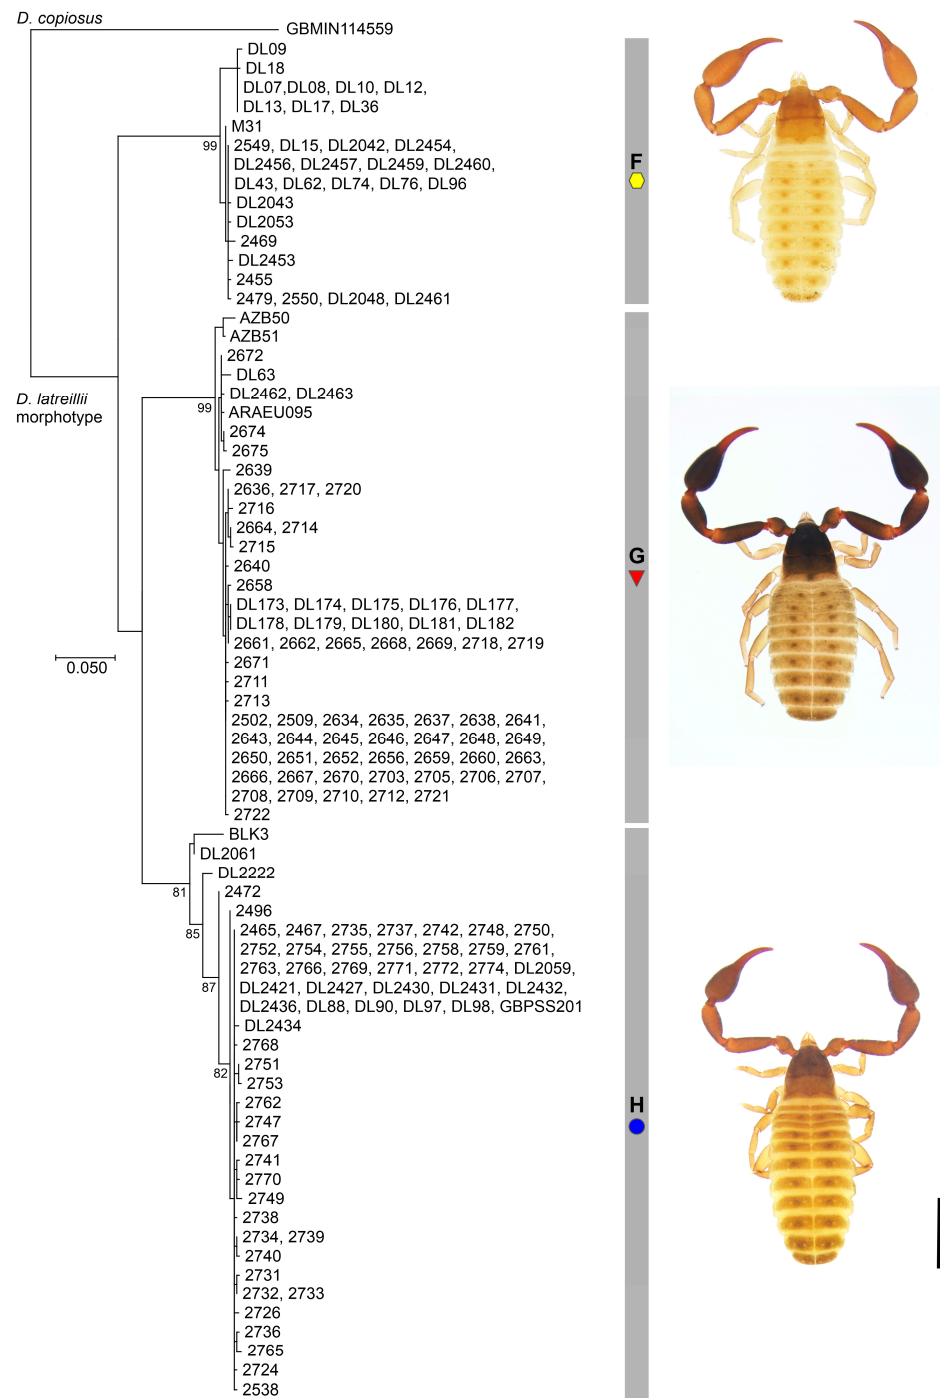 D. copiosus
GBMIN114559
DL09
DL18
DL07,DL08, DL10, DL12,
DL13, DL17, DL36
M31
99
2549, DL15, DL2042, DL2454,
DL2456, DL2457, DL2459, DL2460,
F
DL43, DL62, DL74, DL76, DL96
DL2043
DL2053
2469
DL2453
2455
2479, 2550, DL2048, DL2461
AZB50
AZB51
2672
DL63
DL2462, DL2463
D. latreillii
morphotype
99
ARAEU095
2674
2675
2639
2636, 2717, 2720
2716
2664, 2714
2715
G
2640
2658
DL173, DL174, DL175, DL176, DL177,
DL178, DL179, DL180, DL181, DL182
2661, 2662, 2665, 2668, 2669, 2718, 2719
0.050
2671
2711
2713
2502, 2509, 2634, 2635, 2637, 2638, 2641,
2643, 2644, 2645, 2646, 2647, 2648, 2649,
2650, 2651, 2652, 2656, 2659, 2660, 2663,
2666, 2667, 2670, 2703, 2705, 2706, 2707,
2708, 2709, 2710, 2712, 2721
2722
BLK3
DL2061
DL2222
81
2472
2496
85
2465, 2467, 2735, 2737, 2742, 2748, 2750,
2752, 2754, 2755, 2756, 2758, 2759, 2761,
2763, 2766, 2769, 2771, 2772, 2774, DL2059,
87
DL2421, DL2427, DL2430, DL2431, DL2432,
DL2436, DL88, DL90, DL97, DL98, GBPSS201
DL2434
2768
2751
82
2753
2762
H
2747
2767
2741
2770
2749
2738
2734, 2739
2740
2731
2732, 2733
2726
2736
2765
2724
2538